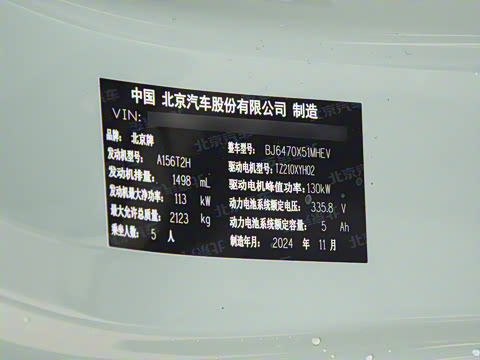 中国 北京汽车股份有限公司 制造
VIN:
品牌: 北京牌 整车型号: BJ6470X51MHEV
发动机型号: A156T2H 驱动电机型号: TZ210XYH02
发动机排量: 1498 mL 驱动电机峰值功率: 130kW
发动机最大净功率: 113 kW 动力电池系统额定电压: 335.8 V
最大允许总质量: 2123 kg 动力电池系统额定容量: 5 Ah
乘坐人数: 5 人 制造年月: 2024 年 11 月